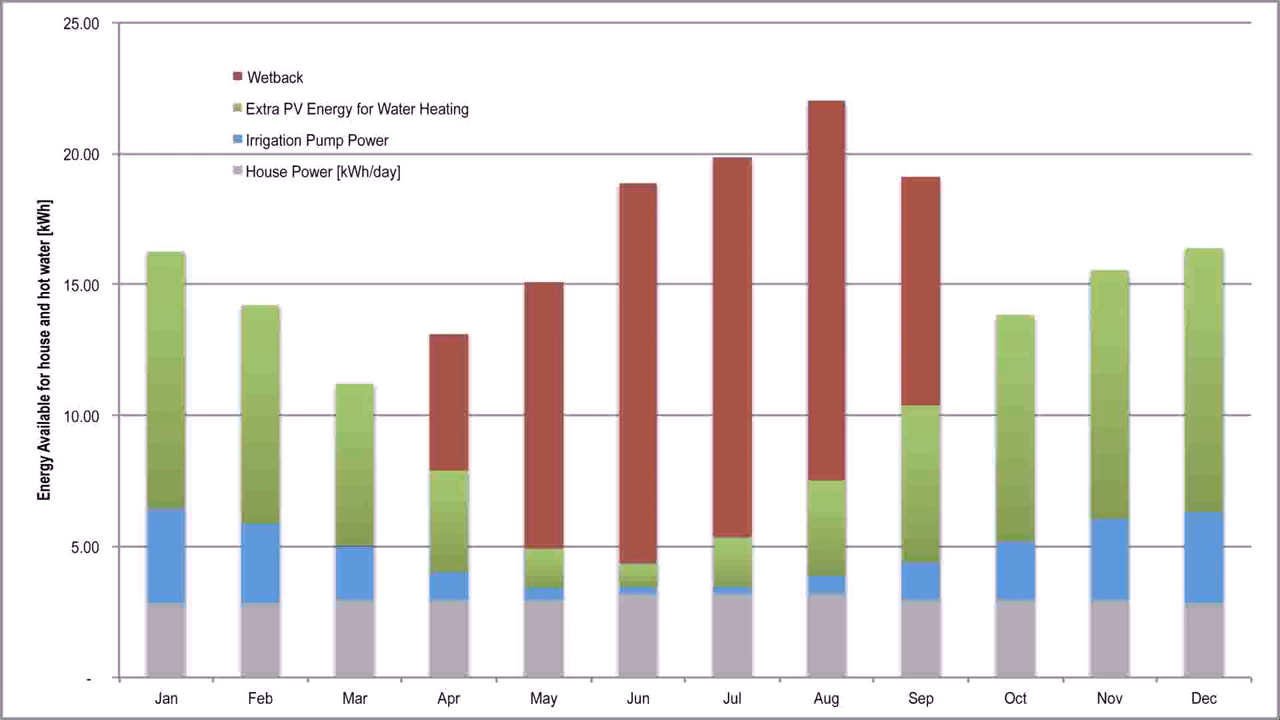 25.00
Wetback
Extra PV Energy for Water Heating
20.00
Irrigation Pump Power
House Power [kWh/day]
Energy Available for house and hot water [kWh]
15.00
10.00
5.00
-
Jan Feb Mar Apr May Jun Jul Aug Sep Oct Nov Dec